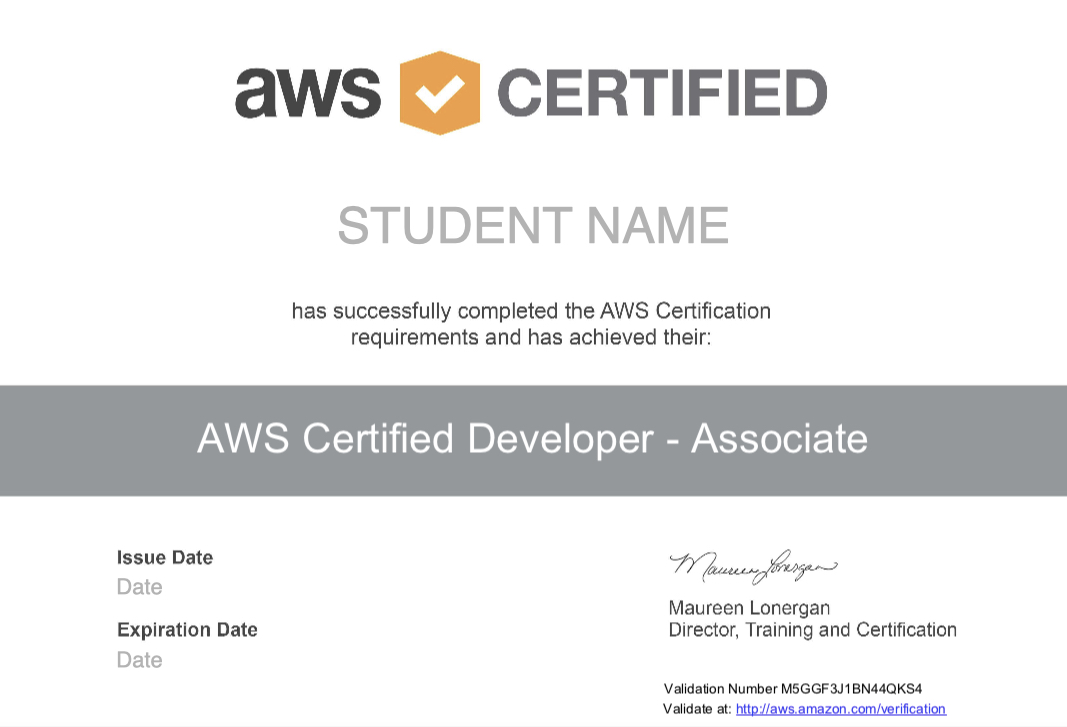 aws CERTIFIED
STUDENT NAME
has successfully completed the AWS Certification
requirements and has achieved their:
AWS Certified Developer - Associate
Issue Date
Date
Expiration Date
Date
Maureen Lonergan
Maureen Lonergan
Director, Training and Certification
Validation Number M5GGF3J1BN44QKS4
Validate at: http://aws.amazon.com/verification